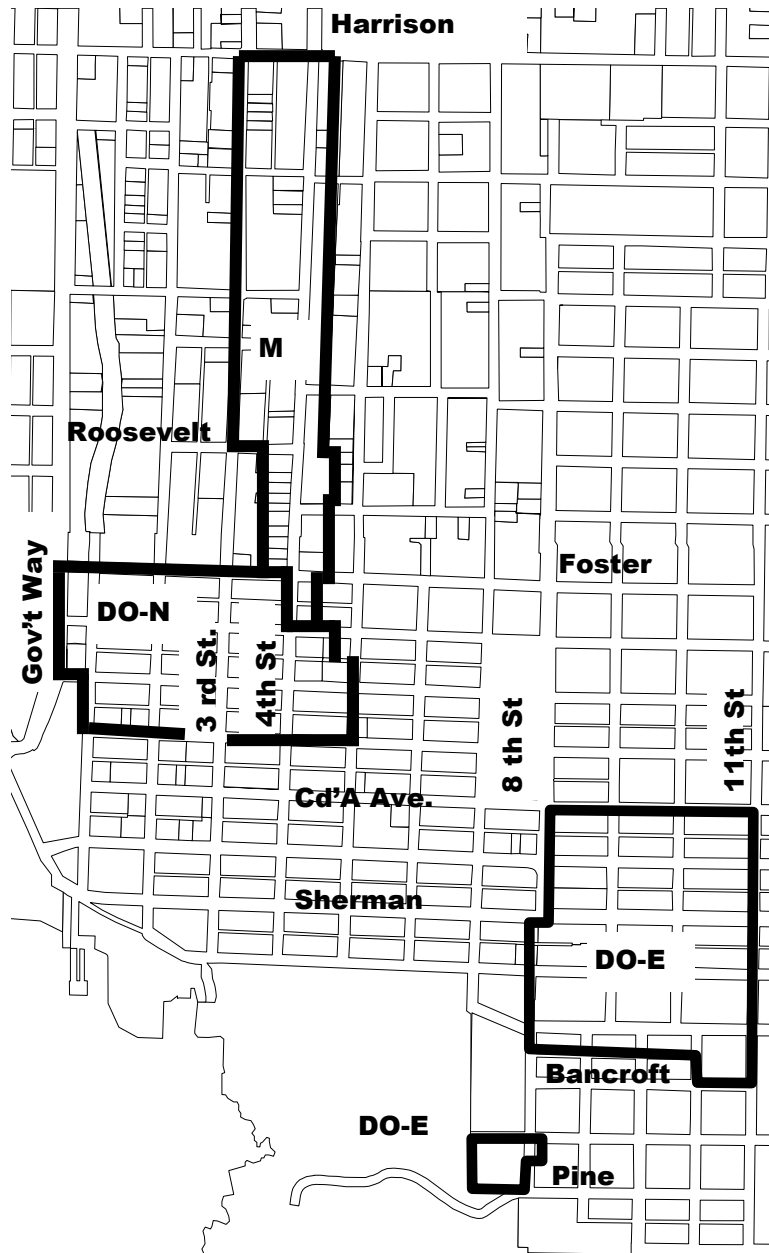 Harrison
M
Roosevelt
Foster
Gov't Way
DO-N
3 rd St.
4th St
8 th St
11th St
Cd'A Ave.
Sherman
DO-E
Bancroft
DO-E
Pine